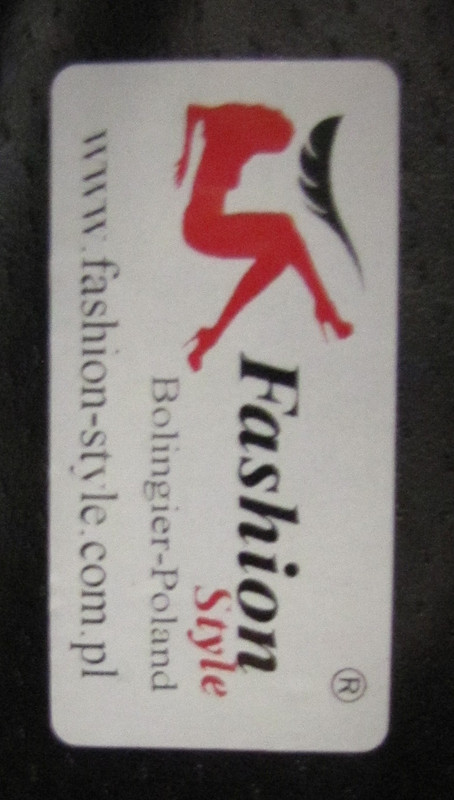 ®
Fashion
Style
Bolingier-Poland
www.fashion-style.com.pl